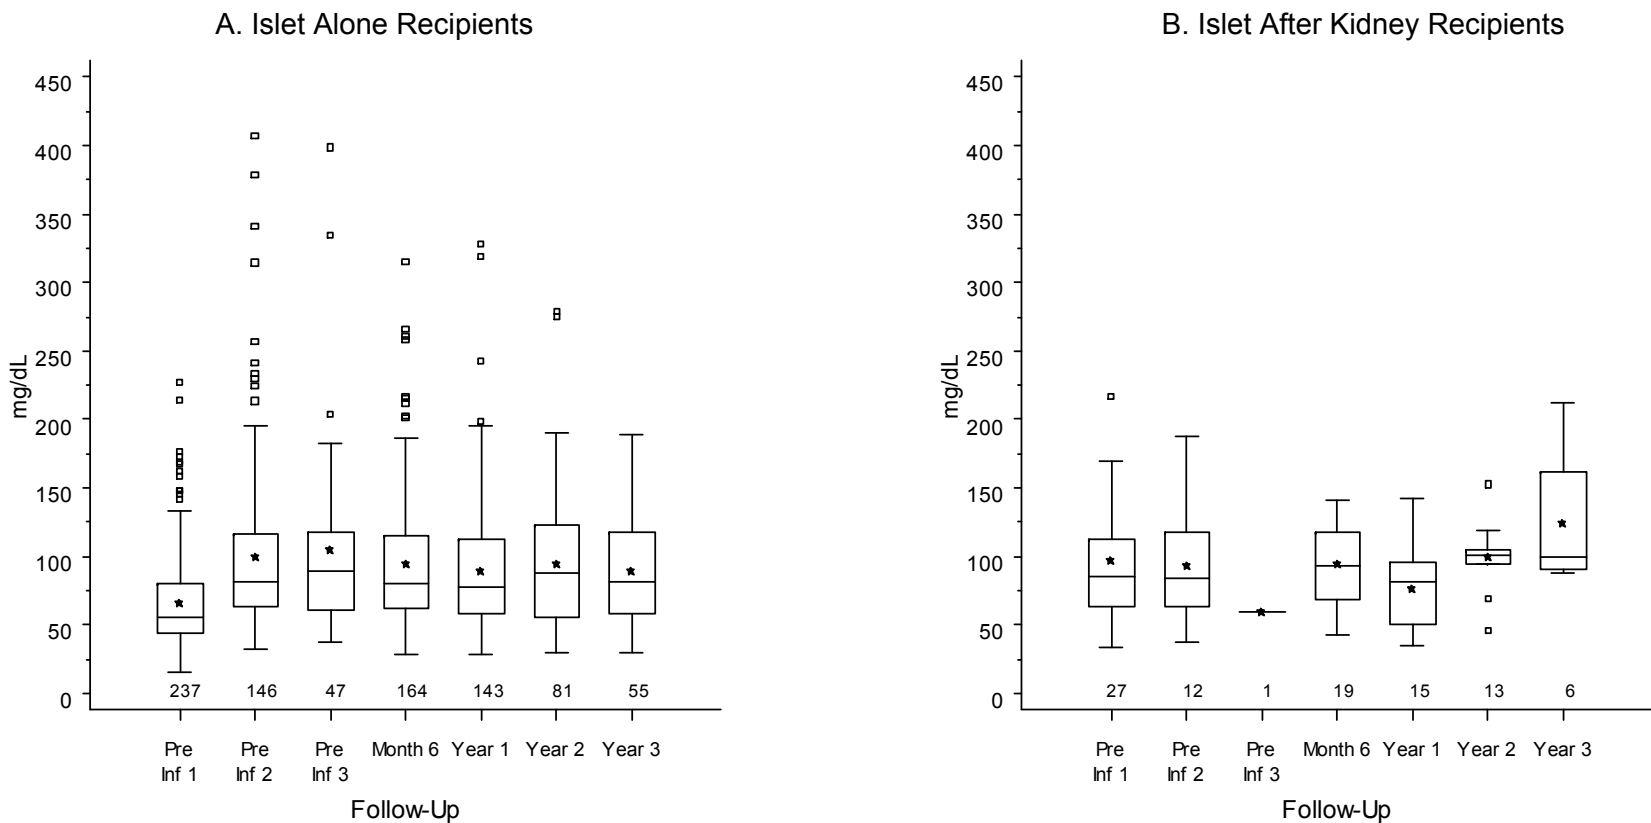 A. Islet Alone Recipients
450
400
350
300
250
200
150
100
50
0
mg/dL
237 146 47 164 143 81 55
Pre Pre Pre Month 6 Year 1 Year 2 Year 3
Inf 1 Inf 2 Inf 3
Follow-Up
B. Islet After Kidney Recipients
450
400
350
300
250
200
150
100
50
0
mg/dL
27 12 1 19 15 13 6
Pre Pre Pre Month 6 Year 1 Year 2 Year 3
Inf 1 Inf 2 Inf 3
Follow-Up